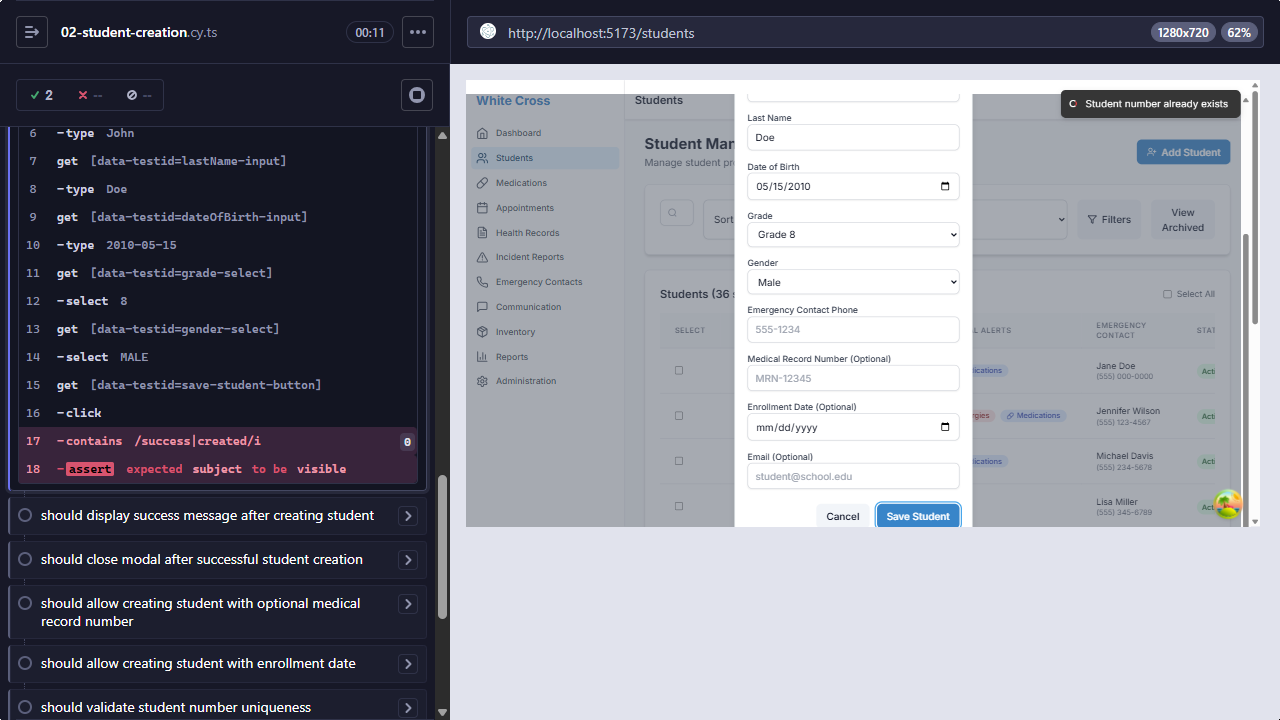 02-student-creation.cy.ts
00:11
2
--
--
6 -type John
7 get [data-testid=lastName-input]
8 -type Doe
9 get [data-testid=dateOfBirth-input]
10 -type 2010-05-15
11 get [data-testid=grade-select]
12 -select 8
13 get [data-testid=gender-select]
14 -select MALE
15 get [data-testid=save-student-button]
16 -click
17 -contains /success|created/i 0
18 -assert expected subject to be visible
should display success message after creating student
should close modal after successful student creation
should allow creating student with optional medical
record number
should allow creating student with enrollment date
should validate student number uniqueness
http://localhost:5173/students
1280x720
62%
White Cross
Dashboard
Students
Medications
Appointments
Health Records
Incident Reports
Emergency Contacts
Communication
Inventory
Reports
Administration
Students
Student number already exists
Student Man
Manage student pr
Add Student
Sort
Filters
View
Archived
Students (36 s
Select All
SELECT
L ALERTS
EMERGENCY
CONTACT
STAT
ications
Jane Doe
(555) 000-0000
Acti
rgies
Medications
Jennifer Wilson
(555) 123-4567
Acti
ications
Michael Davis
(555) 234-5678
Acti
Lisa Miller
(555) 345-6789
Acti
Last Name
Doe
Date of Birth
05/15/2010
Grade
Grade 8
Gender
Male
Emergency Contact Phone
555-1234
Medical Record Number (Optional)
MRN-12345
Enrollment Date (Optional)
mm/dd/yyyy
Email (Optional)
student@school.edu
Cancel
Save Student